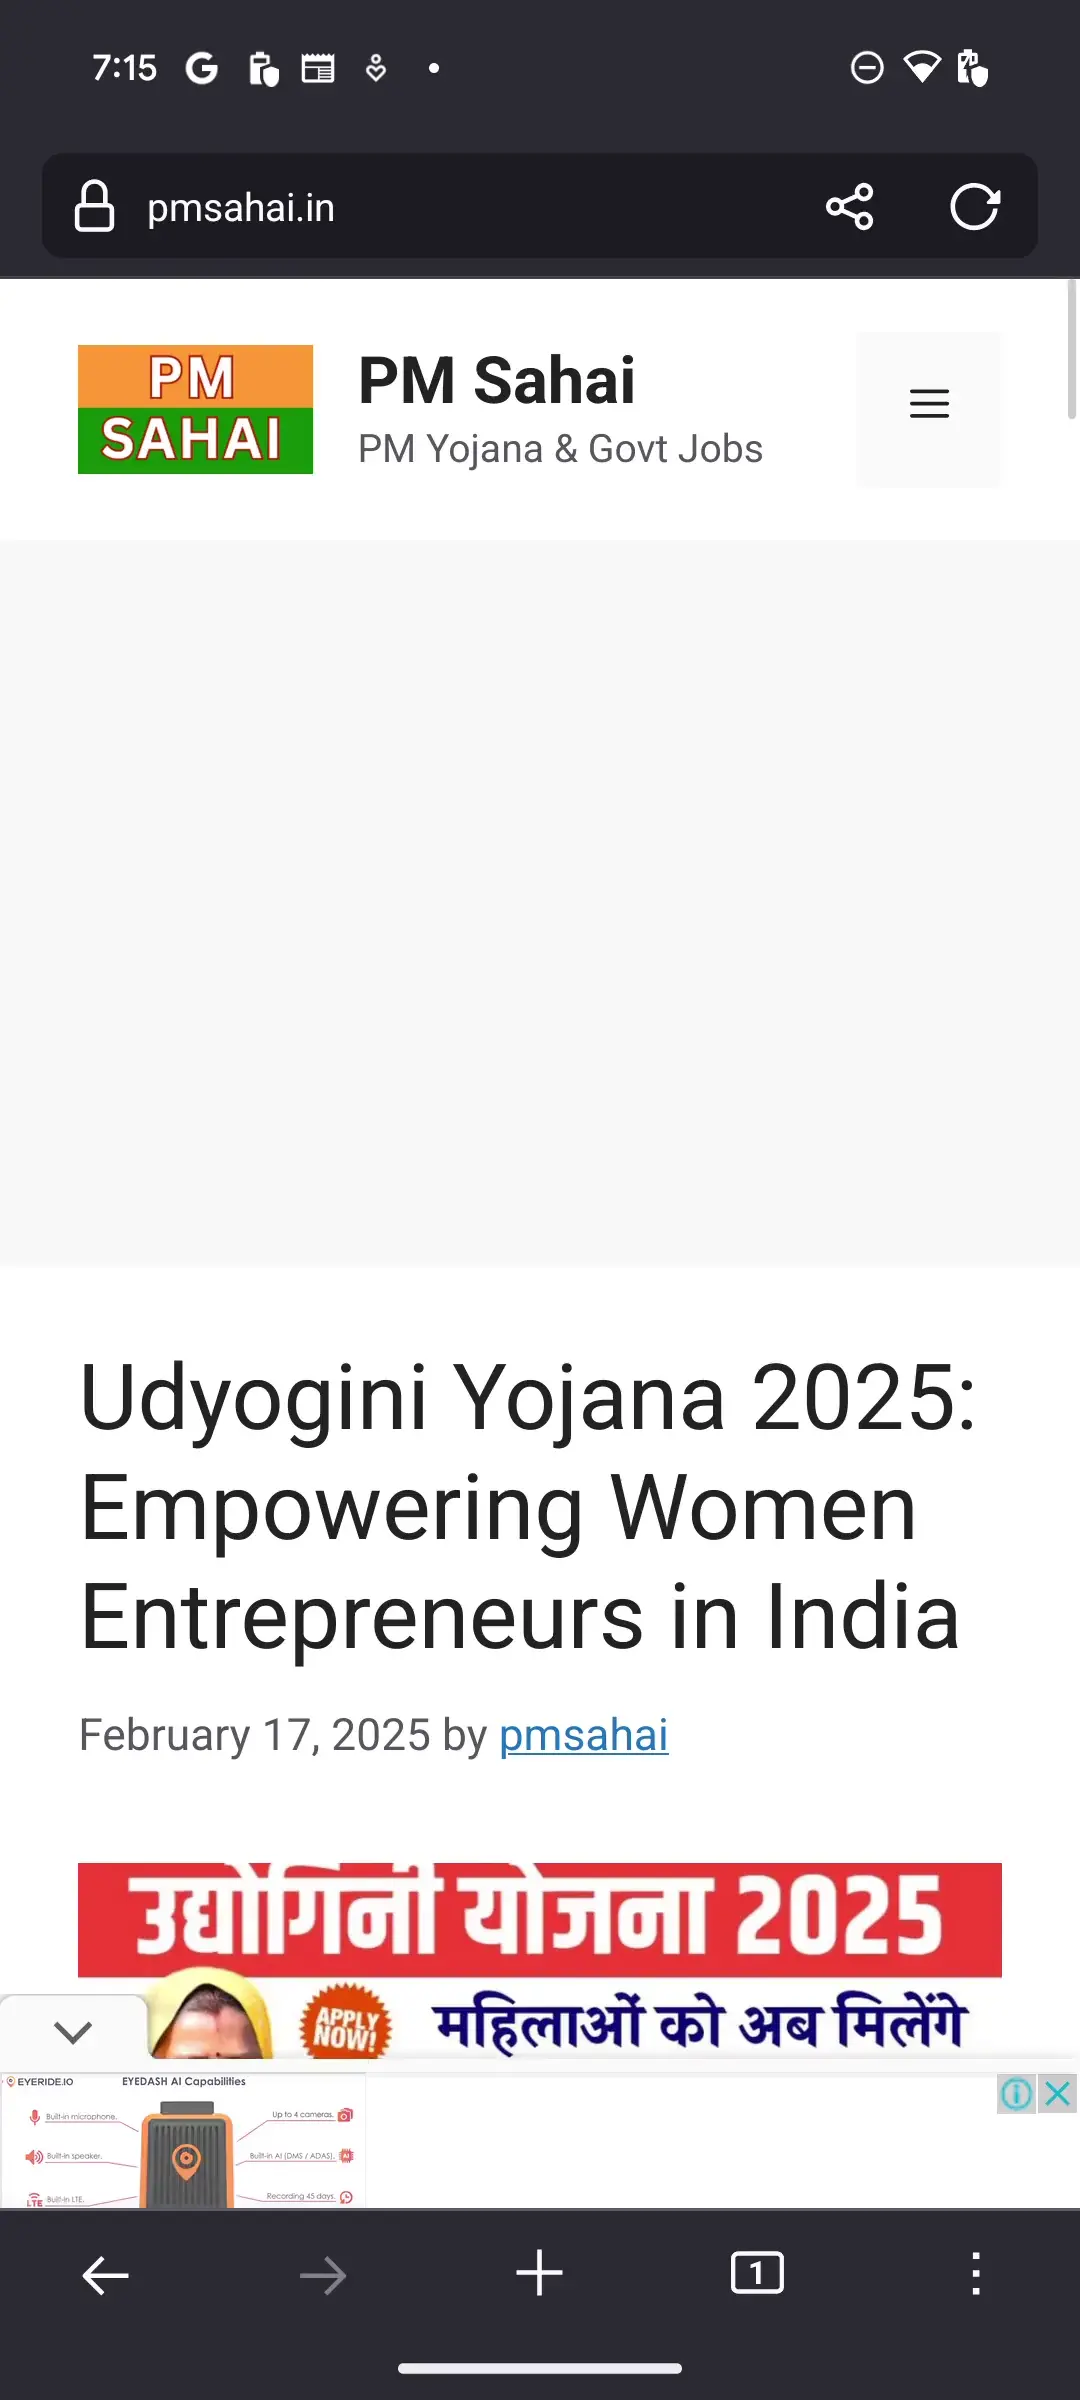 7:15
pmsahai.in
PM
SAHAI
PM Sahai
PM Yojana & Govt Jobs
Udyogini Yojana 2025:
Empowering Women
Entrepreneurs in India
February 17, 2025 by pmsahai
उद्योगिनी योजना 2025
APPLY
NOW!
महिलाओं को अब मिलेंगे
EYERIDE.IO
EYEDASH AI Capabilities
Built-in microphone.
Up to 4 cameras.
Built-in speaker.
Built-in AI (DMS / ADAS).
AI
LTE
Built-in LTE.
Recording 45 days.
1